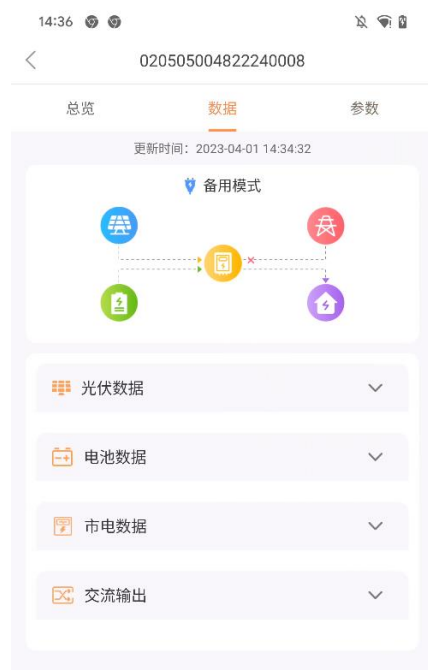 14:36
020505004822240008
总览 数据 参数
更新时间：2023-04-01 14:34:32
备用模式
光伏数据
电池数据
市电数据
交流输出